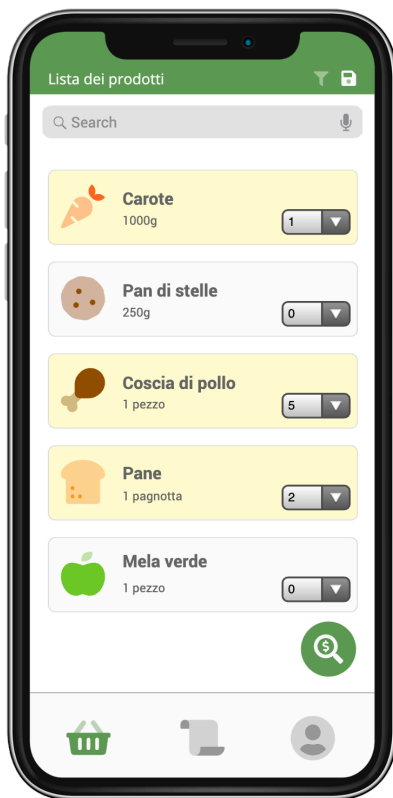 Lista dei prodotti
Search
Carote
1000g
1
Pan di stelle
250g
0
Coscia di pollo
1 pezzo
5
Pane
1 pagnotta
2
Mela verde
1 pezzo
0
$